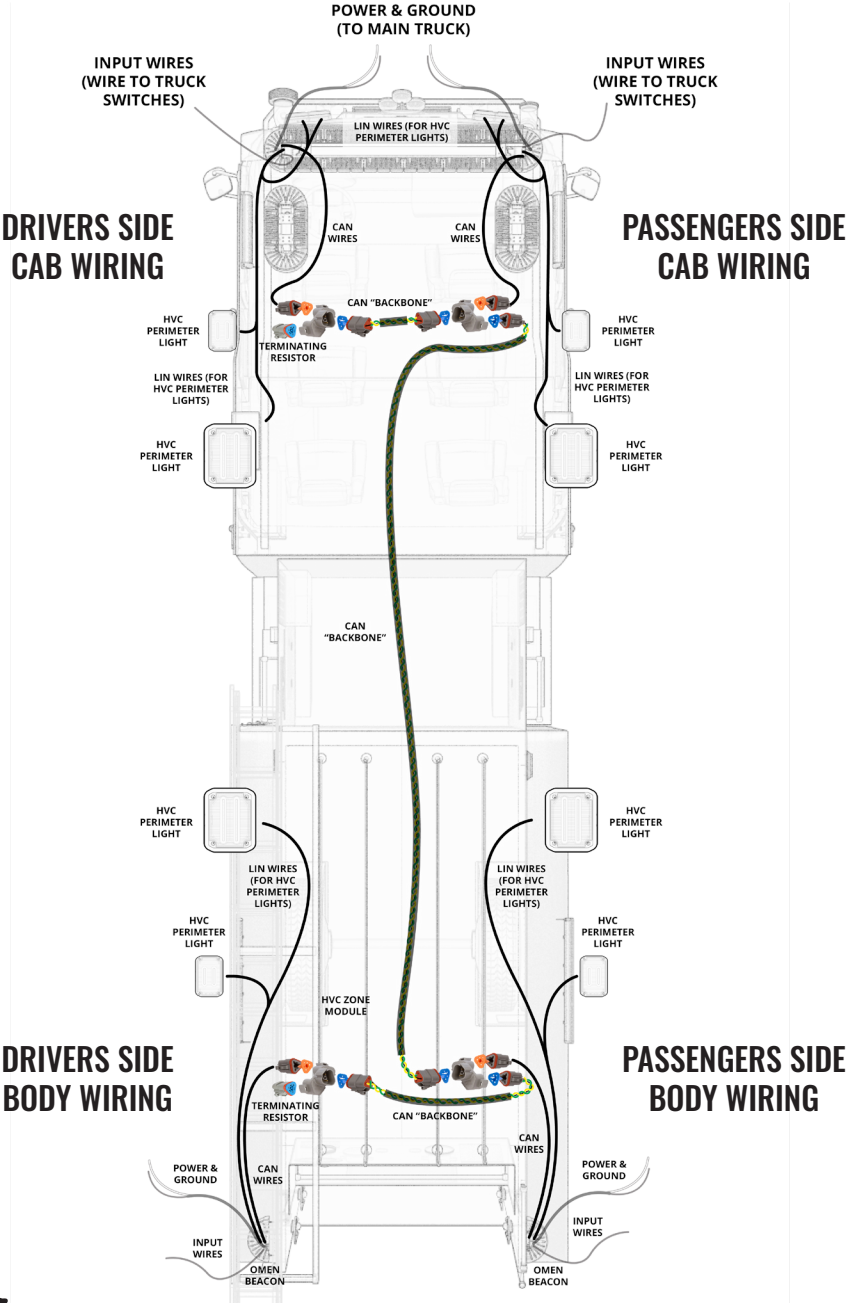 POWER & GROUND
(TO MAIN TRUCK)
INPUT WIRES
(WIRE TO TRUCK
SWITCHES)
INPUT WIRES
(WIRE TO TRUCK
SWITCHES)
LIN WIRES (FOR HVC
PERIMETER LIGHTS)
DRIVERS SIDE
CAB WIRING
CAN
WIRES
CAN
WIRES
PASSENGERS SIDE
CAB WIRING
CAN “BACKBONE”
HVC
PERIMETER
LIGHT
TERMINATING
RESISTOR
HVC
PERIMETER
LIGHT
LIN WIRES (FOR
HVC PERIMETER
LIGHTS)
LIN WIRES (FOR
HVC PERIMETER
LIGHTS)
HVC
PERIMETER
LIGHT
HVC
PERIMETER
LIGHT
CAN
“BACKBONE”
HVC
PERIMETER
LIGHT
HVC
PERIMETER
LIGHT
LIN WIRES
(FOR HVC
PERIMETER
LIGHTS)
LIN WIRES
(FOR HVC
PERIMETER
LIGHTS)
HVC
PERIMETER
LIGHT
HVC
PERIMETER
LIGHT
HVC ZONE
MODULE
DRIVERS SIDE
BODY WIRING
PASSENGERS SIDE
BODY WIRING
TERMINATING
RESISTOR
CAN “BACKBONE”
POWER &
GROUND
CAN
WIRES
CAN
WIRES
POWER &
GROUND
INPUT
WIRES
INPUT
WIRES
OMEN
BEACON
OMEN
BEACON